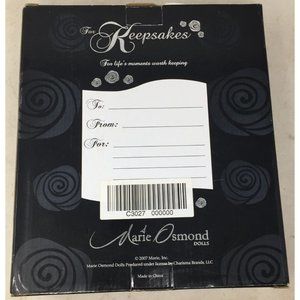 For Keepsakes
For life's moments worth keeping
To:
From:
For:
C3027 000000
Marie Osmond
DOLLS
© 2007 Marie, Inc.
Marie Osmond Dolls Produced under license by Charisma Brands, LLC
Made in China